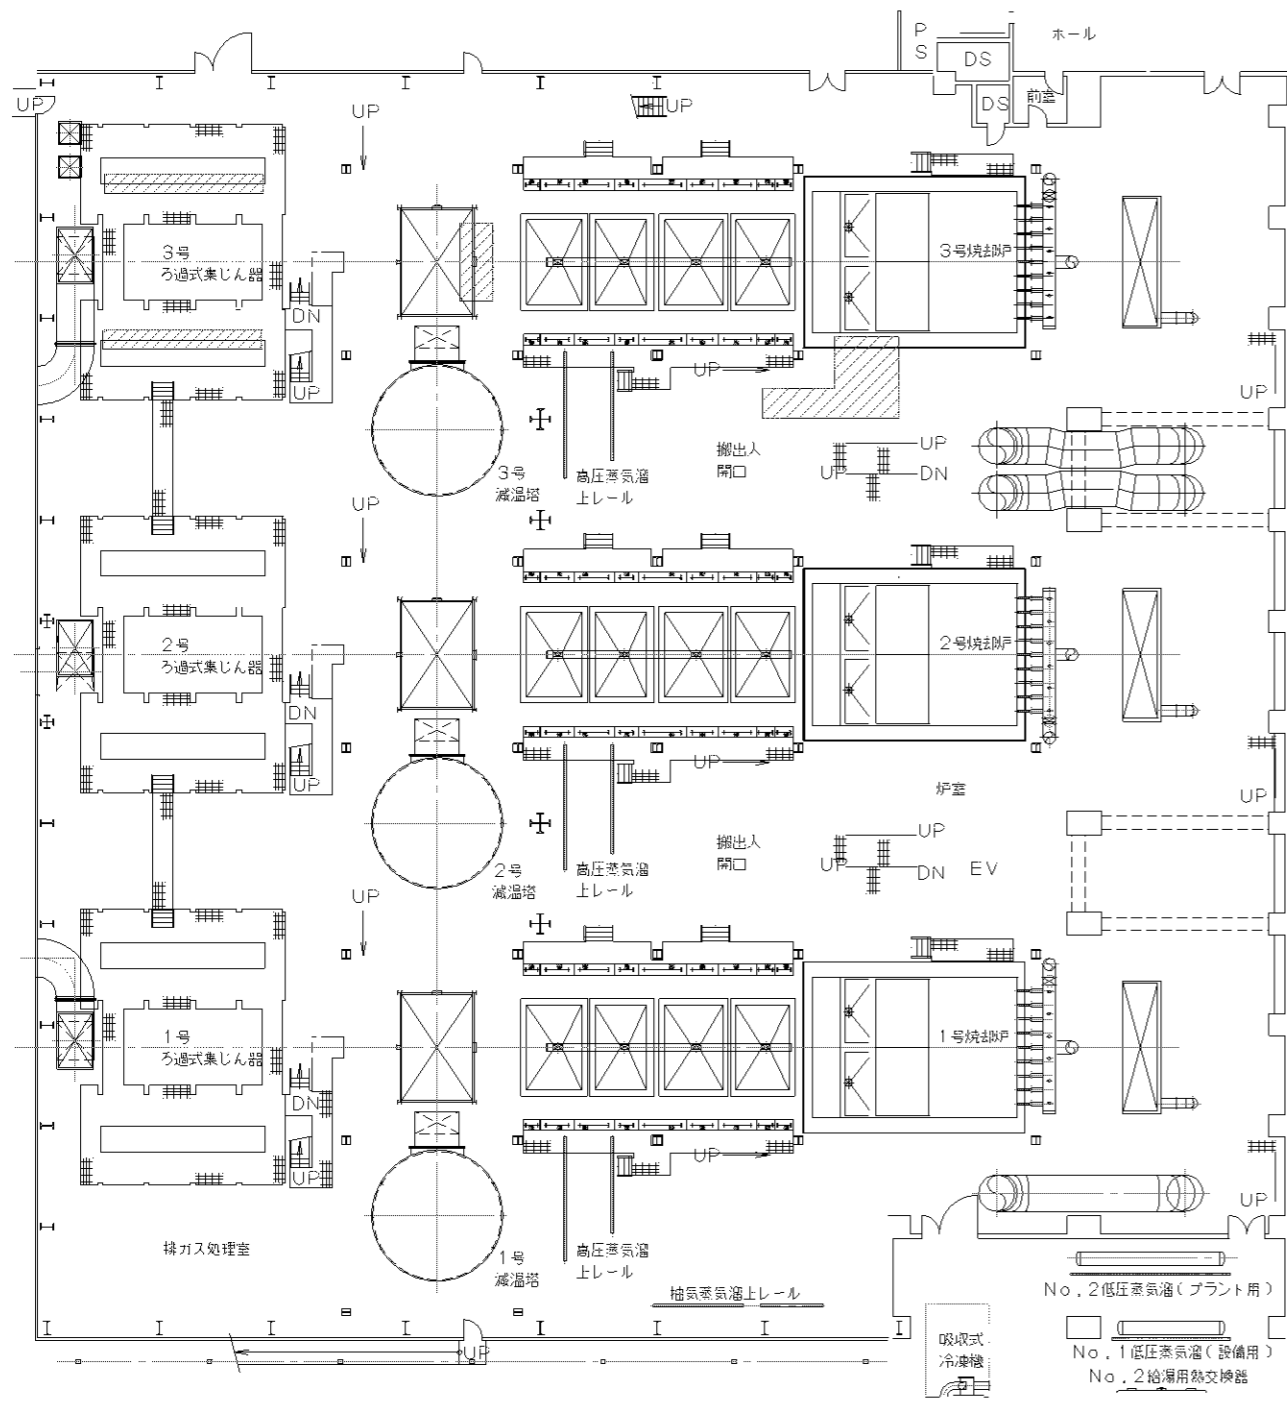 P
S
ホール
DS
DS
前室
UP
UP
UP
3号
ろ過式集じん器
3号焼却炉
DN
UP
UP
UP
3号
減温塔
高圧蒸気溜
上レール
搬出入
開口
UP
UP
DN
UP
2号
ろ過式集じん器
2号焼却炉
DN
UP
UP
炉室
UP
2号
減温塔
高圧蒸気溜
上レール
搬出入
開口
UP
UP
DN
EV
UP
1号
ろ過式集じん器
1号焼却炉
DN
UP
UP
UP
排ガス処理室
1号
減温塔
高圧蒸気溜
上レール
抽気蒸気溜上レール
No.2低圧蒸気溜(プラント用)
UP
吸収式
冷凍機
No.1低圧蒸気溜(設備用)
No.2給湯用熱交換器